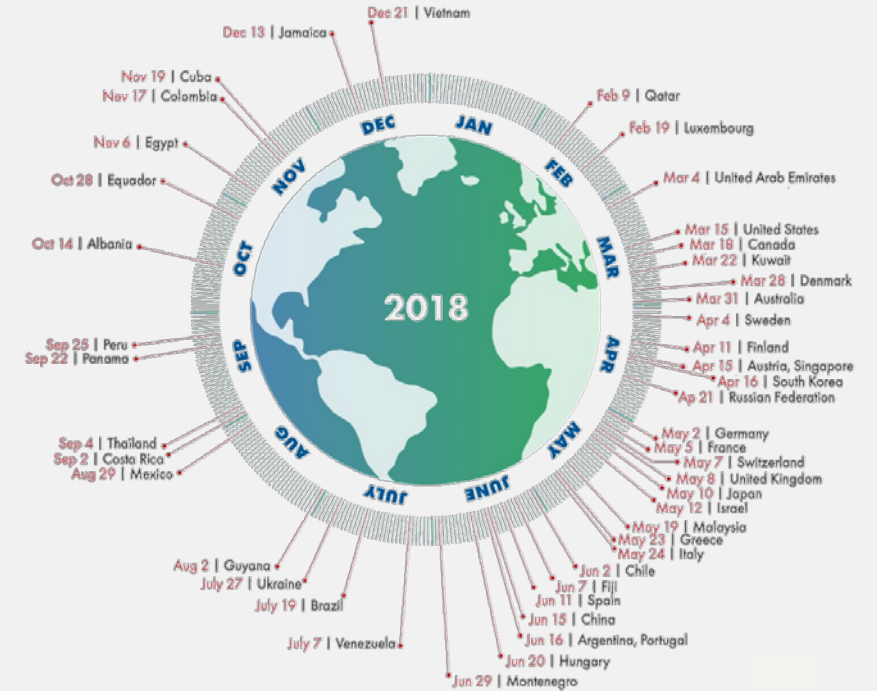 Dec 21 | Vietnam
Dec 13 | Jamaica
Nov 19 | Cuba
Nov 17 | Colombia
Nov 6 | Egypt
Oct 28 | Equador
Oct 14 | Albania
Sep 25 | Peru
Sep 22 | Panama
Sep 4 | Thaïland
Sep 2 | Costa Rica
Aug 29 | Mexico
Aug 2 | Guyana
July 27 | Ukraine
July 19 | Brazil
July 7 | Venezuela
Feb 9 | Qatar
Feb 19 | Luxembourg
Mar 4 | United Arab Emirates
Mar 15 | United States
Mar 18 | Canada
Mar 22 | Kuwait
Mar 28 | Denmark
Mar 31 | Australia
Apr 4 | Sweden
Apr 11 | Finland
Apr 15 | Austria, Singapore
Apr 16 | South Korea
Ap 21 | Russian Federation
May 2 | Germany
May 5 | France
May 7 | Switzerland
May 8 | United Kingdom
May 10 | Japan
May 12 | Israel
May 19 | Malaysia
May 23 | Greece
May 24 | Italy
Jun 2 | Chile
Jun 7 | Fiji
Jun 11 | Spain
Jun 15 | China
Jun 16 | Argentina, Portugal
Jun 20 | Hungary
Jun 29 | Montenegro
JAN
FEB
MAR
APR
MAY
JUNE
JULY
AUG
SEP
OCT
NOV
DEC
2018